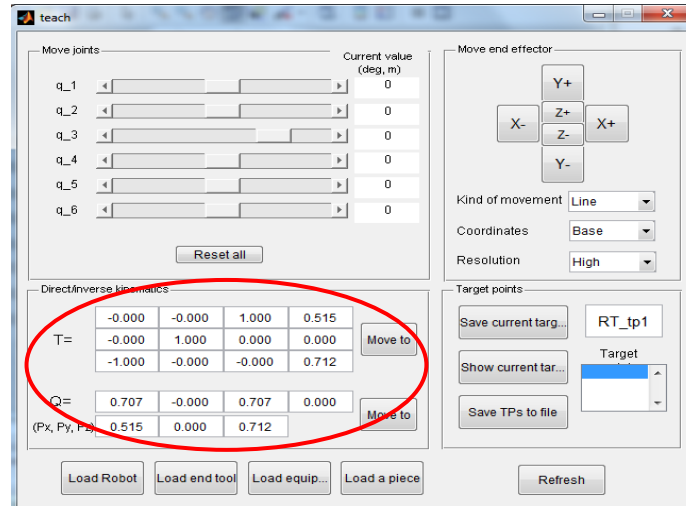 teach
Move joints
Current value
(deg, m)
q_1 0
q_2 0
q_3 0
q_4 0
q_5 0
q_6 0
Reset all
Move end effector
Y+
X- Z+ X+
Z-
Y-
Kind of movement Line
Coordinates Base
Resolution High
Direct/inverse kinematics
-0.000 -0.000 1.000 0.515
T= -0.000 1.000 0.000 0.000 Move to
-1.000 -0.000 -0.000 0.712
Q= 0.707 -0.000 0.707 0.000 Move to
(Px, Py, Pz) 0.515 0.000 0.712
Target points
Save current targ... RT_tp1
Show current tar... Target
Save TPs to file
Load Robot Load end tool Load equip... Load a piece Refresh